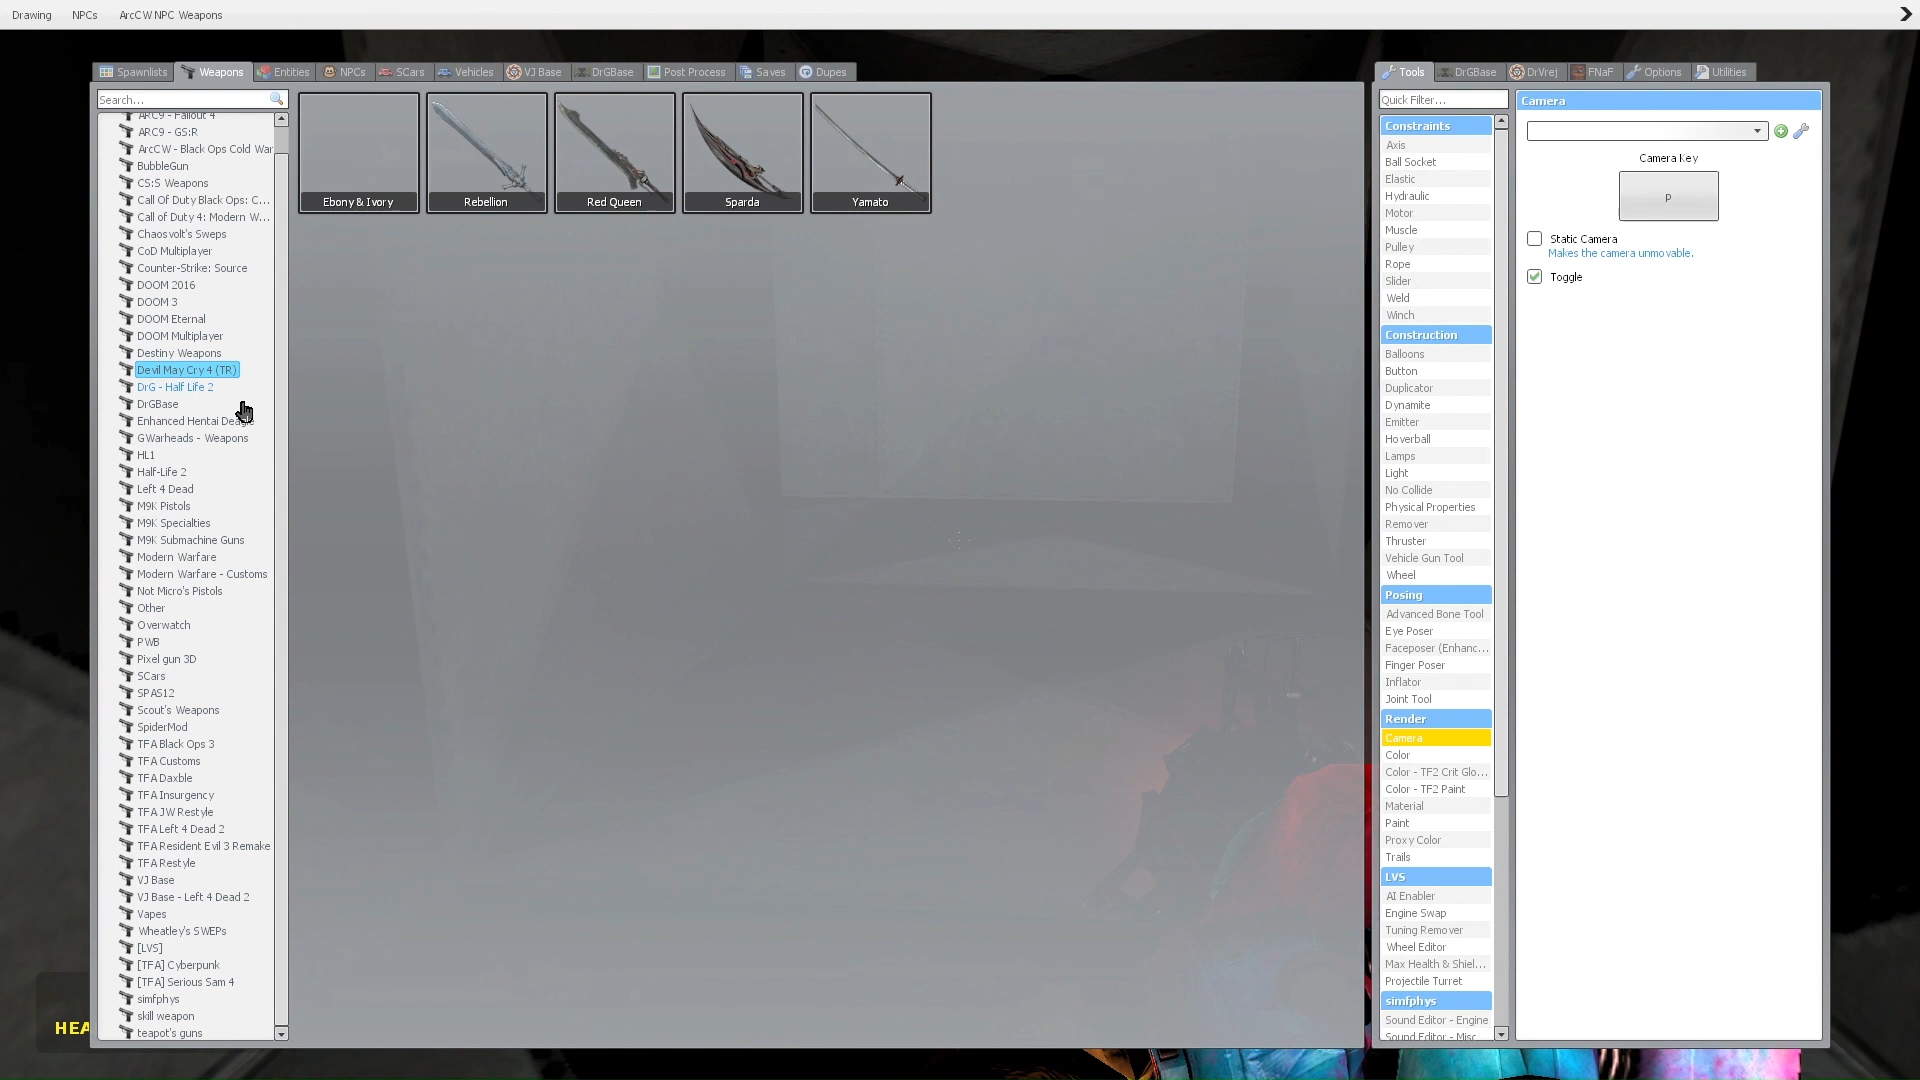 Drawing NPCs ArcCW NPC Weapons
Spawnlists Weapons Entities NPCs SCars Vehicles VJ Base DrGBase Post Process Saves Dupes
Search...
ARC9 - Fallout 4
ARC9 - GS:R
ArcCW - Black Ops Cold War
BubbleGun
CS:S Weapons
Call Of Duty Black Ops: C...
Call of Duty 4: Modern W...
Chaosvolt's Sweps
CoD Multiplayer
Counter-Strike: Source
DOOM 2016
DOOM 3
DOOM Eternal
DOOM Multiplayer
Destiny Weapons
Devil May Cry 4 (TR)
DrG - Half Life 2
DrGBase
Enhanced Hentai Deagle
GWarheads - Weapons
HL1
Half-Life 2
Left 4 Dead
M9K Pistols
M9K Specialties
M9K Submachine Guns
Modern Warfare
Modern Warfare - Customs
Not Micro's Pistols
Other
Overwatch
PWB
Pixel gun 3D
SCars
SPAS12
Scout's Weapons
SpiderMod
TFA Black Ops 3
TFA Customs
TFA Daxble
TFA Insurgency
TFA JW Restyle
TFA Left 4 Dead 2
TFA Resident Evil 3 Remake
TFA Restyle
VJ Base
VJ Base - Left 4 Dead 2
Vapes
Wheatley's SWEPs
[LVS]
[TFA] Cyberpunk
[TFA] Serious Sam 4
simfphys
skill weapon
teapot's guns
HEA
Ebony & Ivory Rebellion Red Queen Sparda Yamato
Tools DrGBase DrVrej FNaF Options Utilities
Quick Filter...
Constraints
Axis
Ball Socket
Elastic
Hydraulic
Motor
Muscle
Pulley
Rope
Slider
Weld
Winch
Construction
Balloons
Button
Duplicator
Dynamite
Emitter
Hoverball
Lamps
Light
No Collide
Physical Properties
Remover
Thruster
Vehicle Gun Tool
Wheel
Posing
Advanced Bone Tool
Eye Poser
Faceposer (Enhanc...
Finger Poser
Inflator
Joint Tool
Render
Camera
Color
Color - TF2 Crit Glo...
Color - TF2 Paint
Material
Paint
Proxy Color
Trails
LVS
AI Enabler
Engine Swap
Tuning Remover
Wheel Editor
Max Health & Shiel...
Projectile Turret
simfphys
Sound Editor - Engine
Sound Editor - Misc
Camera
Camera Key
p
Static Camera
Makes the camera unmovable.
Toggle